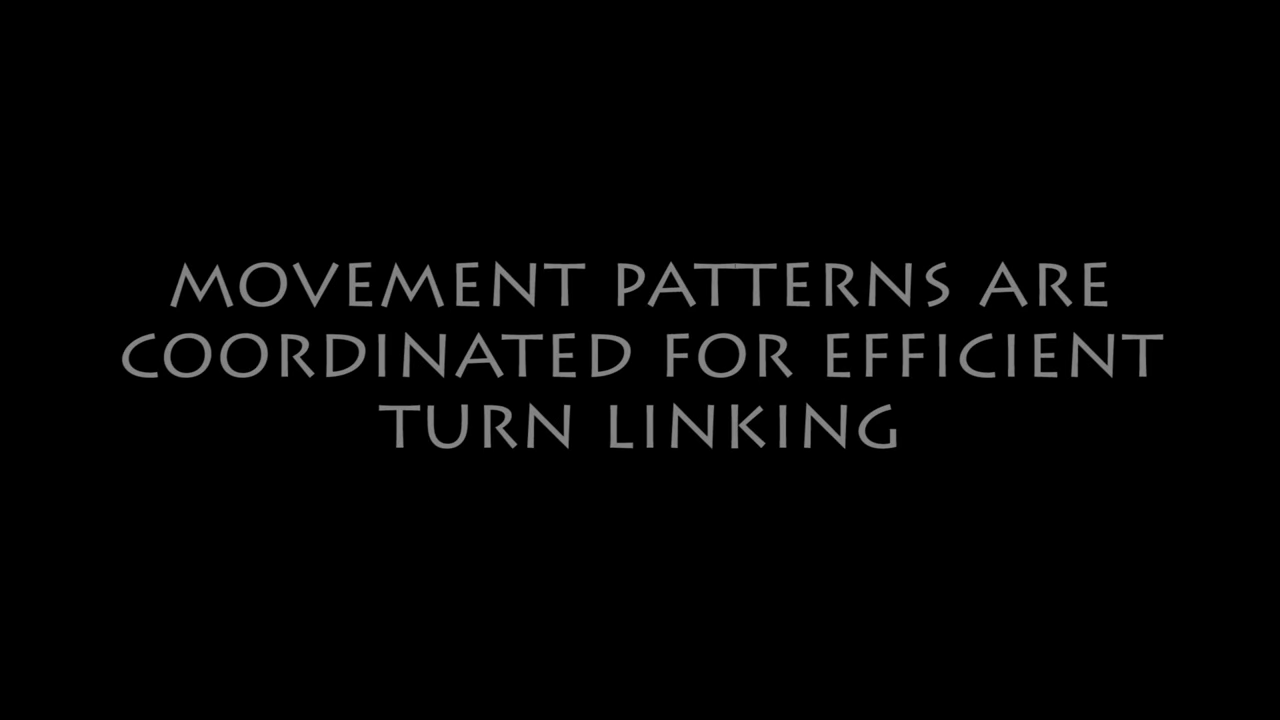 MOVEMENT PATTERNS ARE
COORDINATED FOR EFFICIENT
TURN LINKING